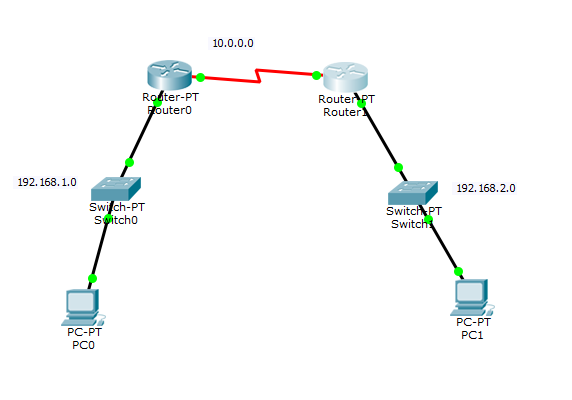 10.0.0.0
Router-PT
Router0
Router-PT
Router1
192.168.1.0
Switch-PT
Switch0
Switch-PT
Switch1
192.168.2.0
PC-PT
PC0
PC-PT
PC1